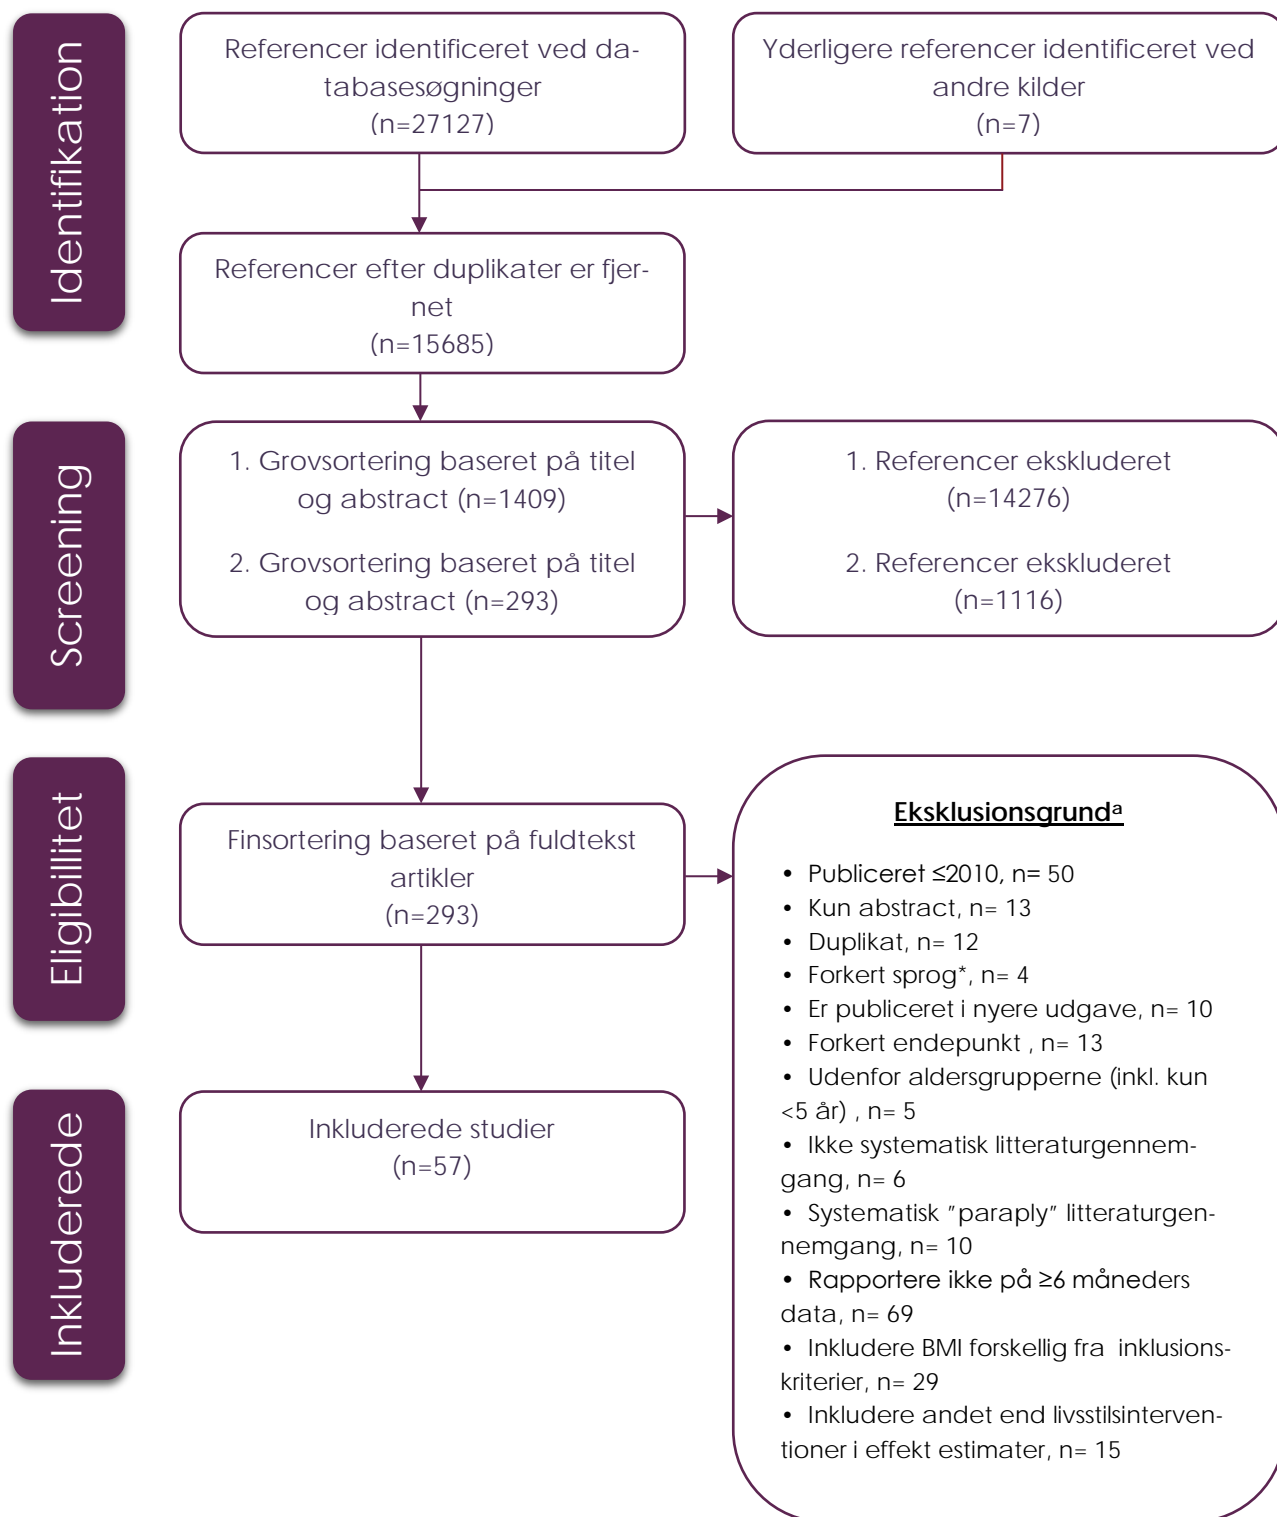 Identifikation
Referencer identificeret ved da-
tabasesøgninger
(n=27127)
Yderligere referencer identificeret ved
andre kilder
(n=7)
Referencer efter duplikater er fjer-
net
(n=15685)
Screening
1. Grovsortering baseret på titel
og abstract (n=1409)
2. Grovsortering baseret på titel
og abstract (n=293)
1. Referencer ekskluderet
(n=14276)
2. Referencer ekskluderet
(n=1116)
Eligibillitet
Finsortering baseret på fuldtekst
artikler
(n=293)
Eksklusionsgrundᵃ
• Publiceret ≤2010, n= 50
• Kun abstract, n= 13
• Duplikat, n= 12
• Forkert sprog*, n= 4
• Er publiceret i nyere udgave, n= 10
• Forkert endepunkt , n= 13
• Udenfor aldersgrupperne (inkl. kun
<5 år) , n= 5
• Ikke systematisk litteraturgennem-
gang, n= 6
• Systematisk "paraply" litteraturgen-
nemgang, n= 10
• Rapportere ikke på ≥6 måneders
data, n= 69
• Inkludere BMI forskellig fra inklusions-
kriterier, n= 29
• Inkludere andet end livsstilsinterven-
tioner i effekt estimater, n= 15
Inkluderede
Inkluderede studier
(n=57)